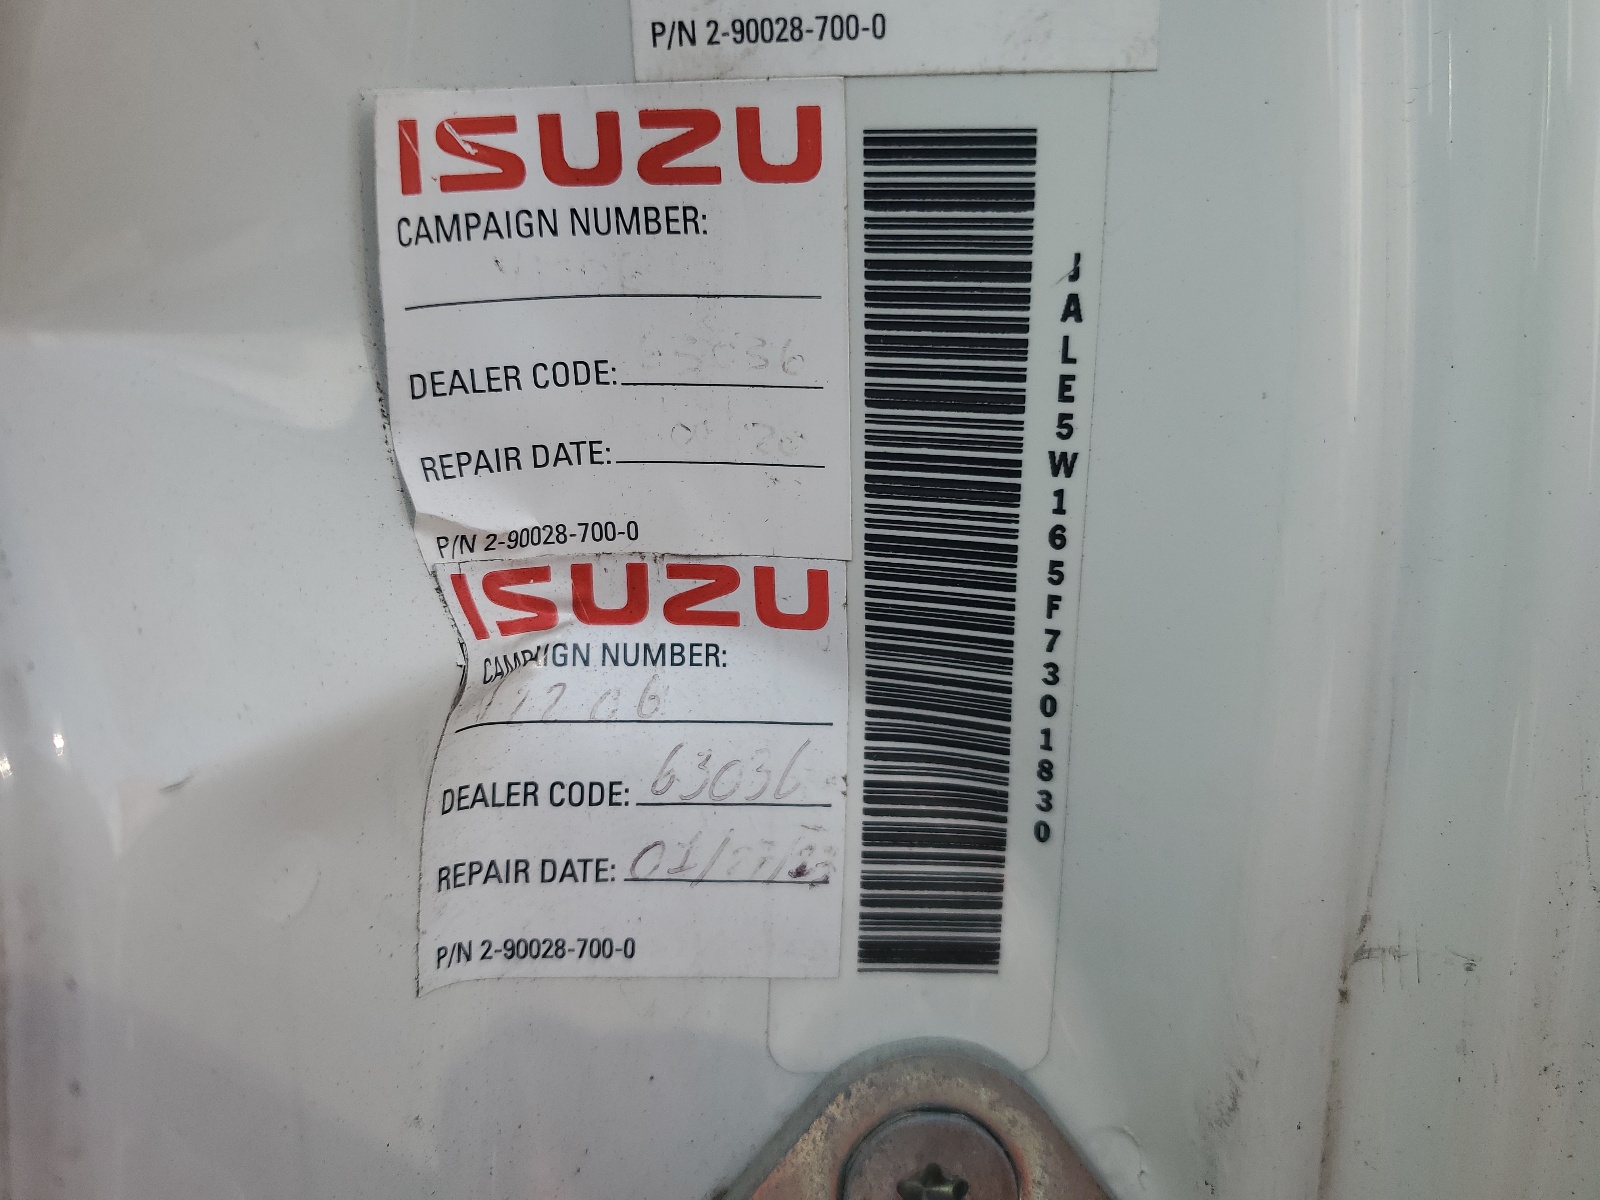 P/N 2-90028-700-0
ISUZU
CAMPAIGN NUMBER:
DEALER CODE: 63036
REPAIR DATE:
P/N 2-90028-700-0
ISUZU
CAMPAIGN NUMBER:
DEALER CODE: 63036
REPAIR DATE:
P/N 2-90028-700-0
JALE5W165F7301830